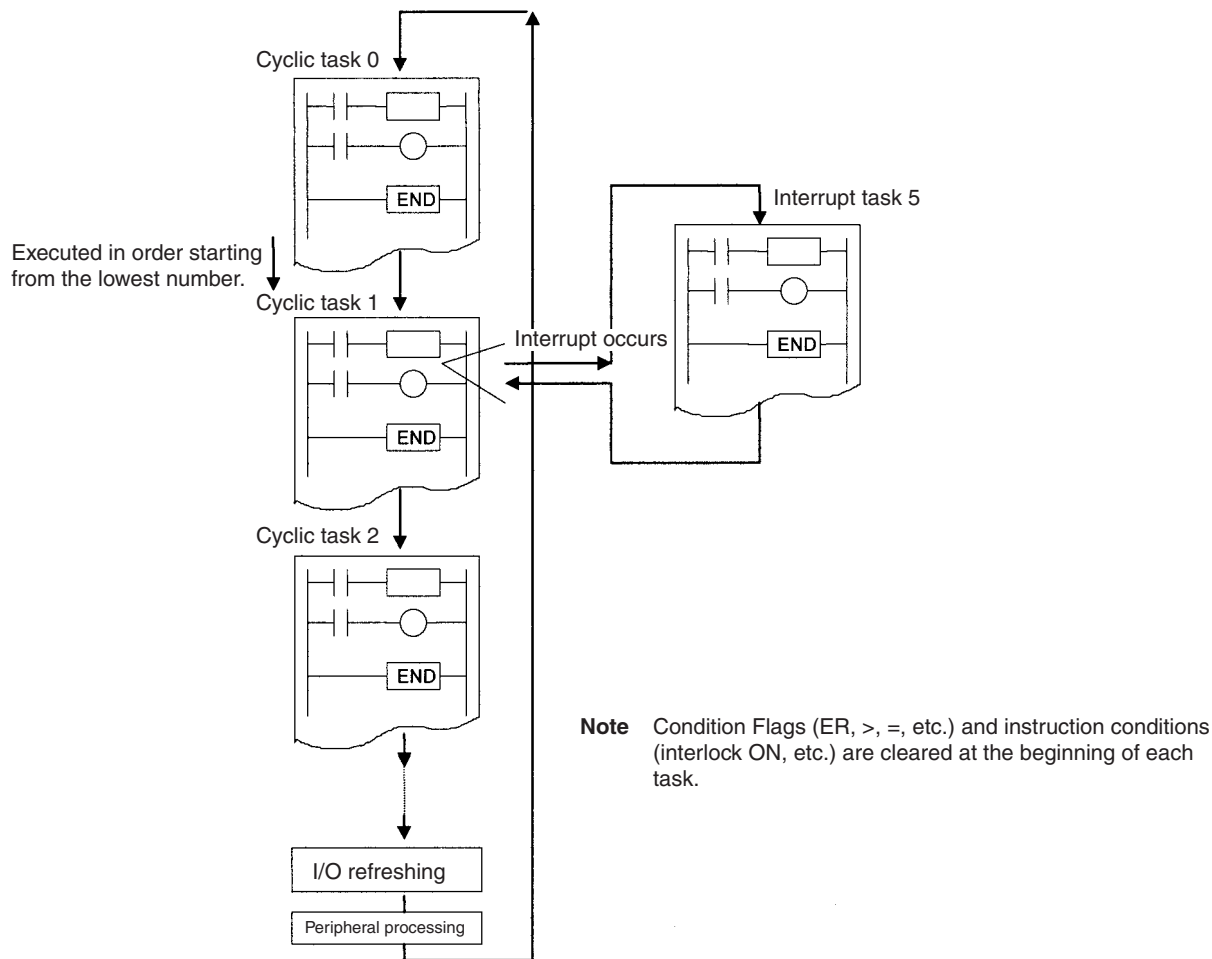 Cyclic task 0
END
Interrupt task 5
END
Executed in order starting
from the lowest number.
Cyclic task 1
Interrupt occurs
END
Cyclic task 2
END
Note Condition Flags (ER, >, =, etc.) and instruction conditions
(interlock ON, etc.) are cleared at the beginning of each
task.
I/O refreshing
Peripheral processing